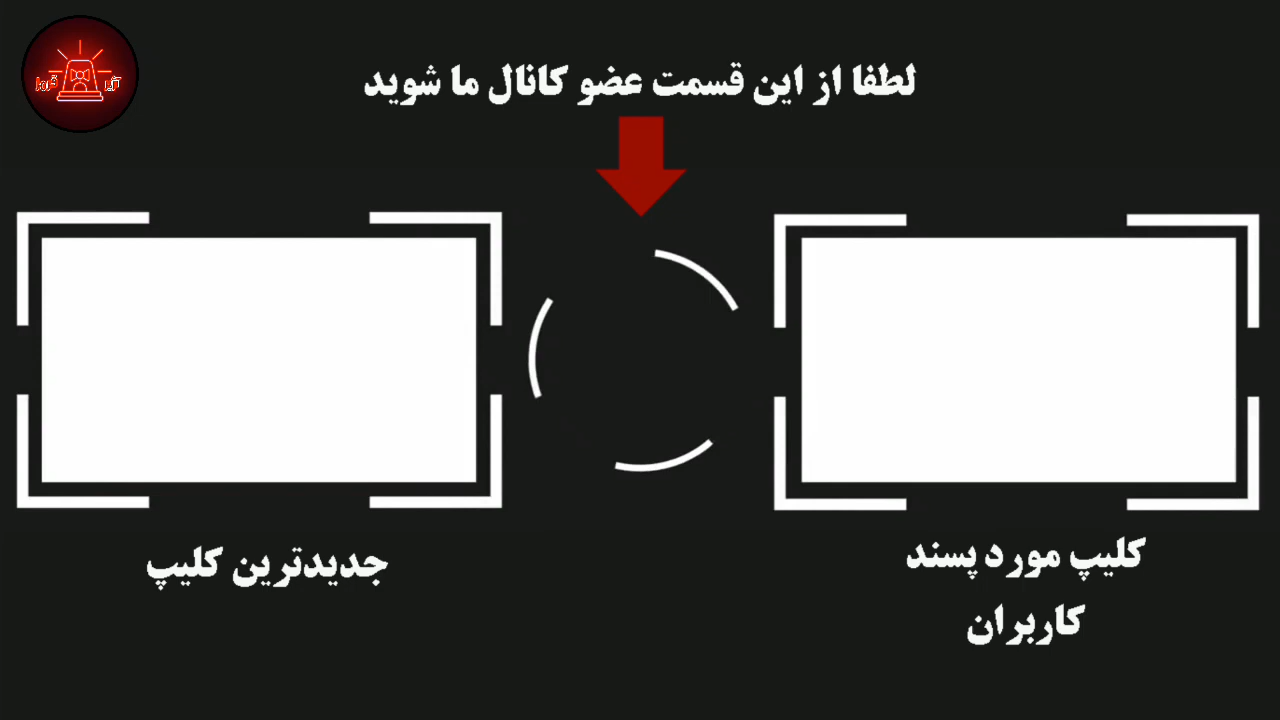 لطفا از این قسمت عضو کانال ما شوید
کلیپ مورد پسند
کاربران
جدیدترین کلیپ